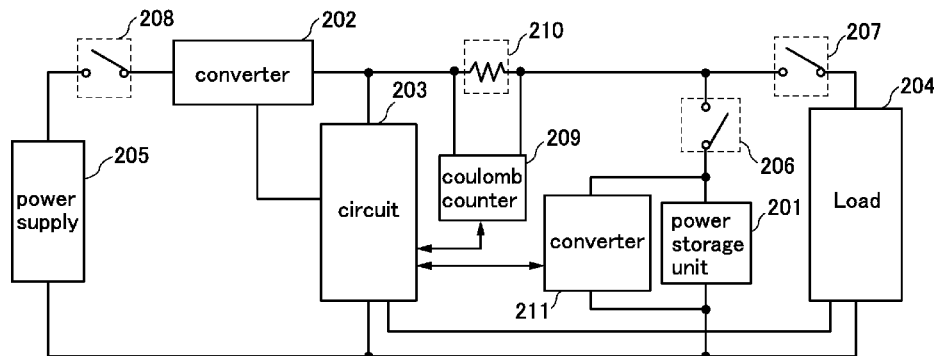 208
202
210
207
converter
203
204
209
206
205
power
supply
circuit
coulomb
counter
converter
201
power
storage
unit
Load
211